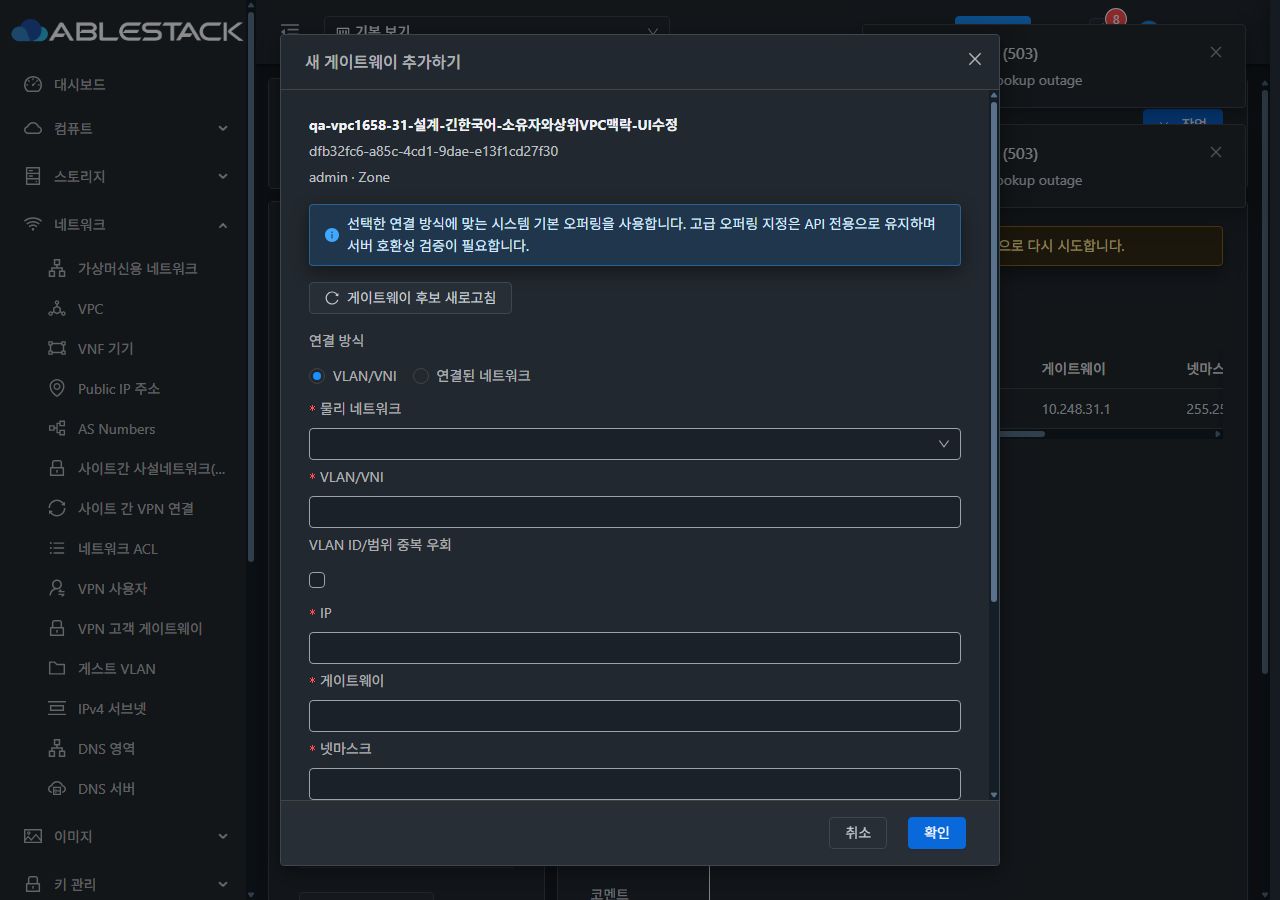 ABLESTACK
대시보드
컴퓨트
스토리지
네트워크
가상머신용 네트워크
VPC
VNF 기기
Public IP 주소
AS Numbers
사이트간 사설네트워크(...
사이트 간 VPN 연결
네트워크 ACL
VPN 사용자
VPN 고객 게이트웨이
게스트 VLAN
IPv4 서브넷
DNS 영역
DNS 서버
이미지
키 관리
기본 보기
8
새 게이트웨이 추가하기
qa-vpc1658-31-설계-긴한국어-소유자와상위VPC맥락-UI수정
dfb32fc6-a85c-4cd1-9dae-e13f1cd27f30
admin · Zone
선택한 연결 방식에 맞는 시스템 기본 오퍼링을 사용합니다. 고급 오퍼링 지정은 API 전용으로 유지하며
서버 호환성 검증이 필요합니다.
게이트웨이 후보 새로고침
연결 방식
VLAN/VNI
연결된 네트워크
* 물리 네트워크
* VLAN/VNI
VLAN ID/범위 중복 우회
* IP
* 게이트웨이
* 넷마스크
취소
확인
(503)
outage
작업
(503)
outage
으로 다시 시도합니다.
게이트웨이
넷마스
10.248.31.1
255.25
코멘트